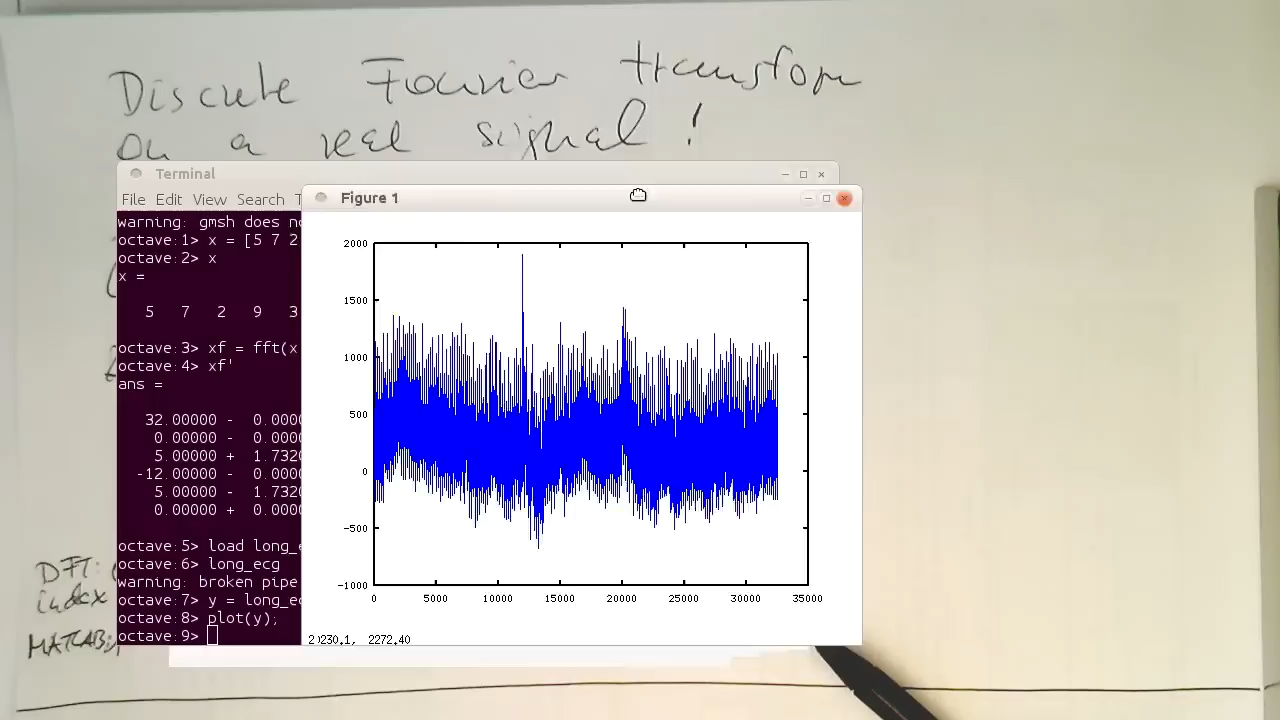 Discrete Fourier transform
on a real signal!
Terminal
File Edit View Search T
Figure 1
warning: gmsh does no
octave:1> x = [5 7 2
octave:2> x
x =
5 7 2 9 3
octave:3> xf = fft(x
octave:4> xf'
ans =
32.00000 - 0.0000
0.00000 - 0.0000
5.00000 + 1.7320
-12.00000 - 0.0000
5.00000 - 1.7320
0.00000 + 0.0000
octave:5> load long_e
octave:6> long_ecg
warning: broken pipe
octave:7> y = long_ec
octave:8> plot(y);
octave:9>
2000
1500
1000
500
0
-500
-1000
0 5000 10000 15000 20000 25000 30000 35000
230.1, 2272.40
DFT:
index
MATLAB: